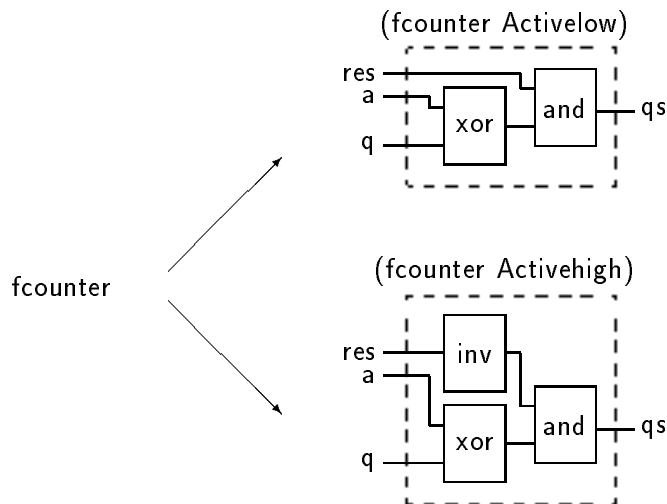 (fcounter Activelow)
res
a
xor
and
qs
q
fcounter
(fcounter Activehigh)
res
inv
a
and
qs
xor
q